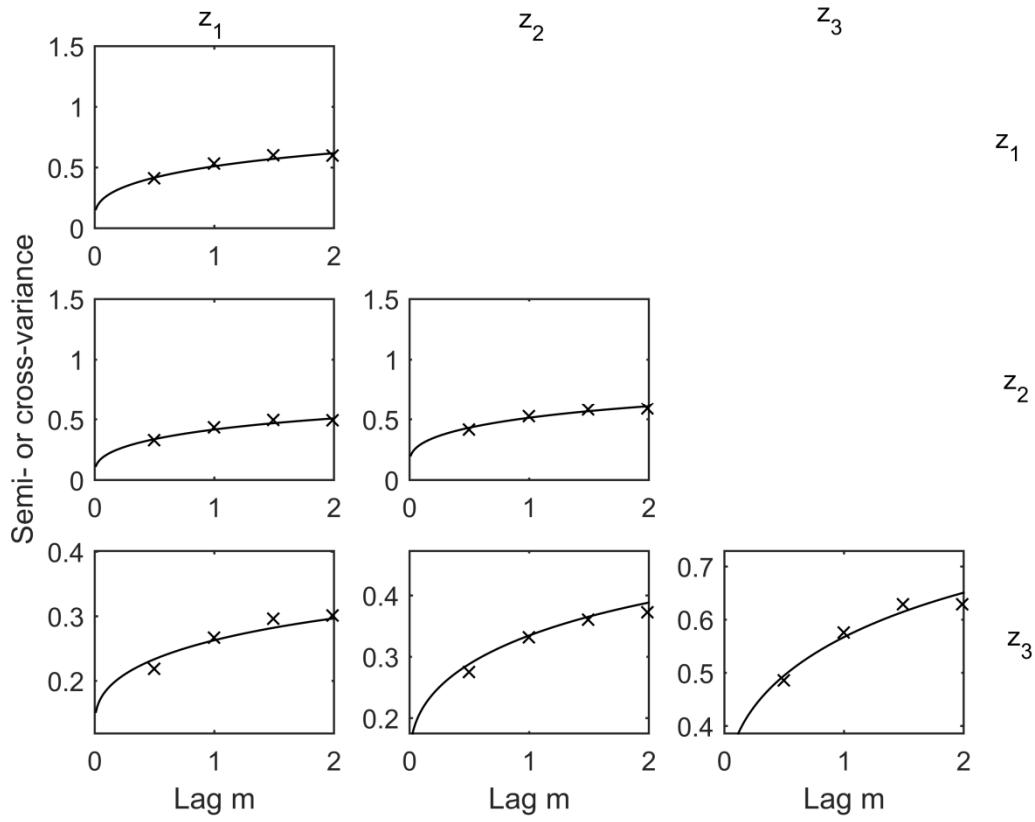 z1 z2 z3
1.5
1
0.5
0
0 1 2
z1
1.5 1.5
1 1
0.5 0.5
0 0
0 1 2 0 1 2
z2
Semi- or cross-variance
0.4 0.4 0.7
0.3 0.3 0.6
0.2 0.2 0.5
0.4
0 1 2 0 1 2 0 1 2
z3
Lag m Lag m Lag m